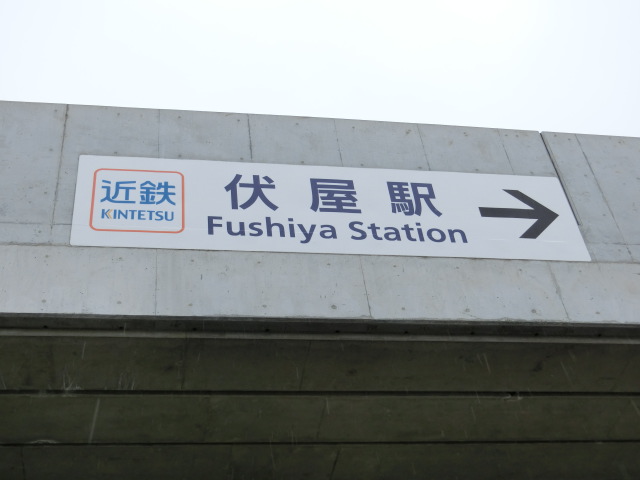 近鉄
KINTETSU
伏屋駅
Fushiya Station